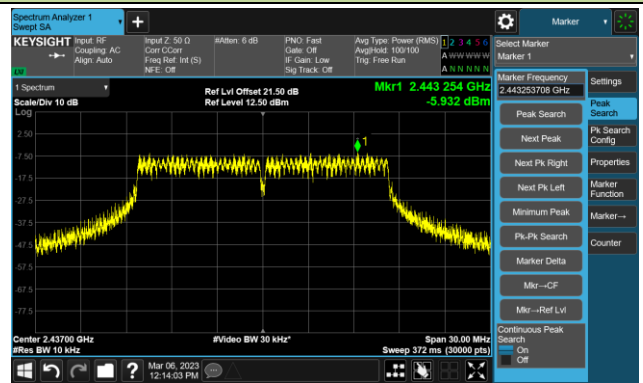 Spectrum Analyzer 1
Swept SA
+
Marker
KEYSIGHT
Input: RF
Coupling: AC
Align: Auto
Input Z: 50 Ω
Corr CCorr
Freq Ref: Int (S)
NFE: Off
#Atten: 6 dB
PNO: Fast
Gate: Off
IF Gain: Low
Sig Track: Off
Avg Type: Power (RMS)
Avg|Hold: 100/100
Trig: Free Run
1 2 3 4 5 6
A W W W W W
A N N N N N
Select Marker
Marker 1
1 Spectrum
Scale/Div 10 dB
Log
Ref Lvl Offset 21.50 dB
Ref Level 12.50 dBm
Mkr1 2.443 254 GHz
-5.932 dBm
1
2.50
-7.50
-17.5
-27.5
-37.5
-47.5
-57.5
-67.5
-77.5
Center 2.43700 GHz
#Res BW 10 kHz
#Video BW 30 kHz*
Span 30.00 MHz
Sweep 372 ms (30000 pts)
Marker Frequency
2.443253708 GHz
Peak Search
Next Peak
Next Pk Right
Next Pk Left
Minimum Peak
Pk-Pk Search
Marker Delta
Mkr→CF
Mkr→Ref Lvl
Continuous Peak
Search
On
Off
Settings
Peak
Search
Pk Search
Config
Properties
Marker
Function
Marker→
Counter
?
Mar 06, 2023
12:14:03 PM